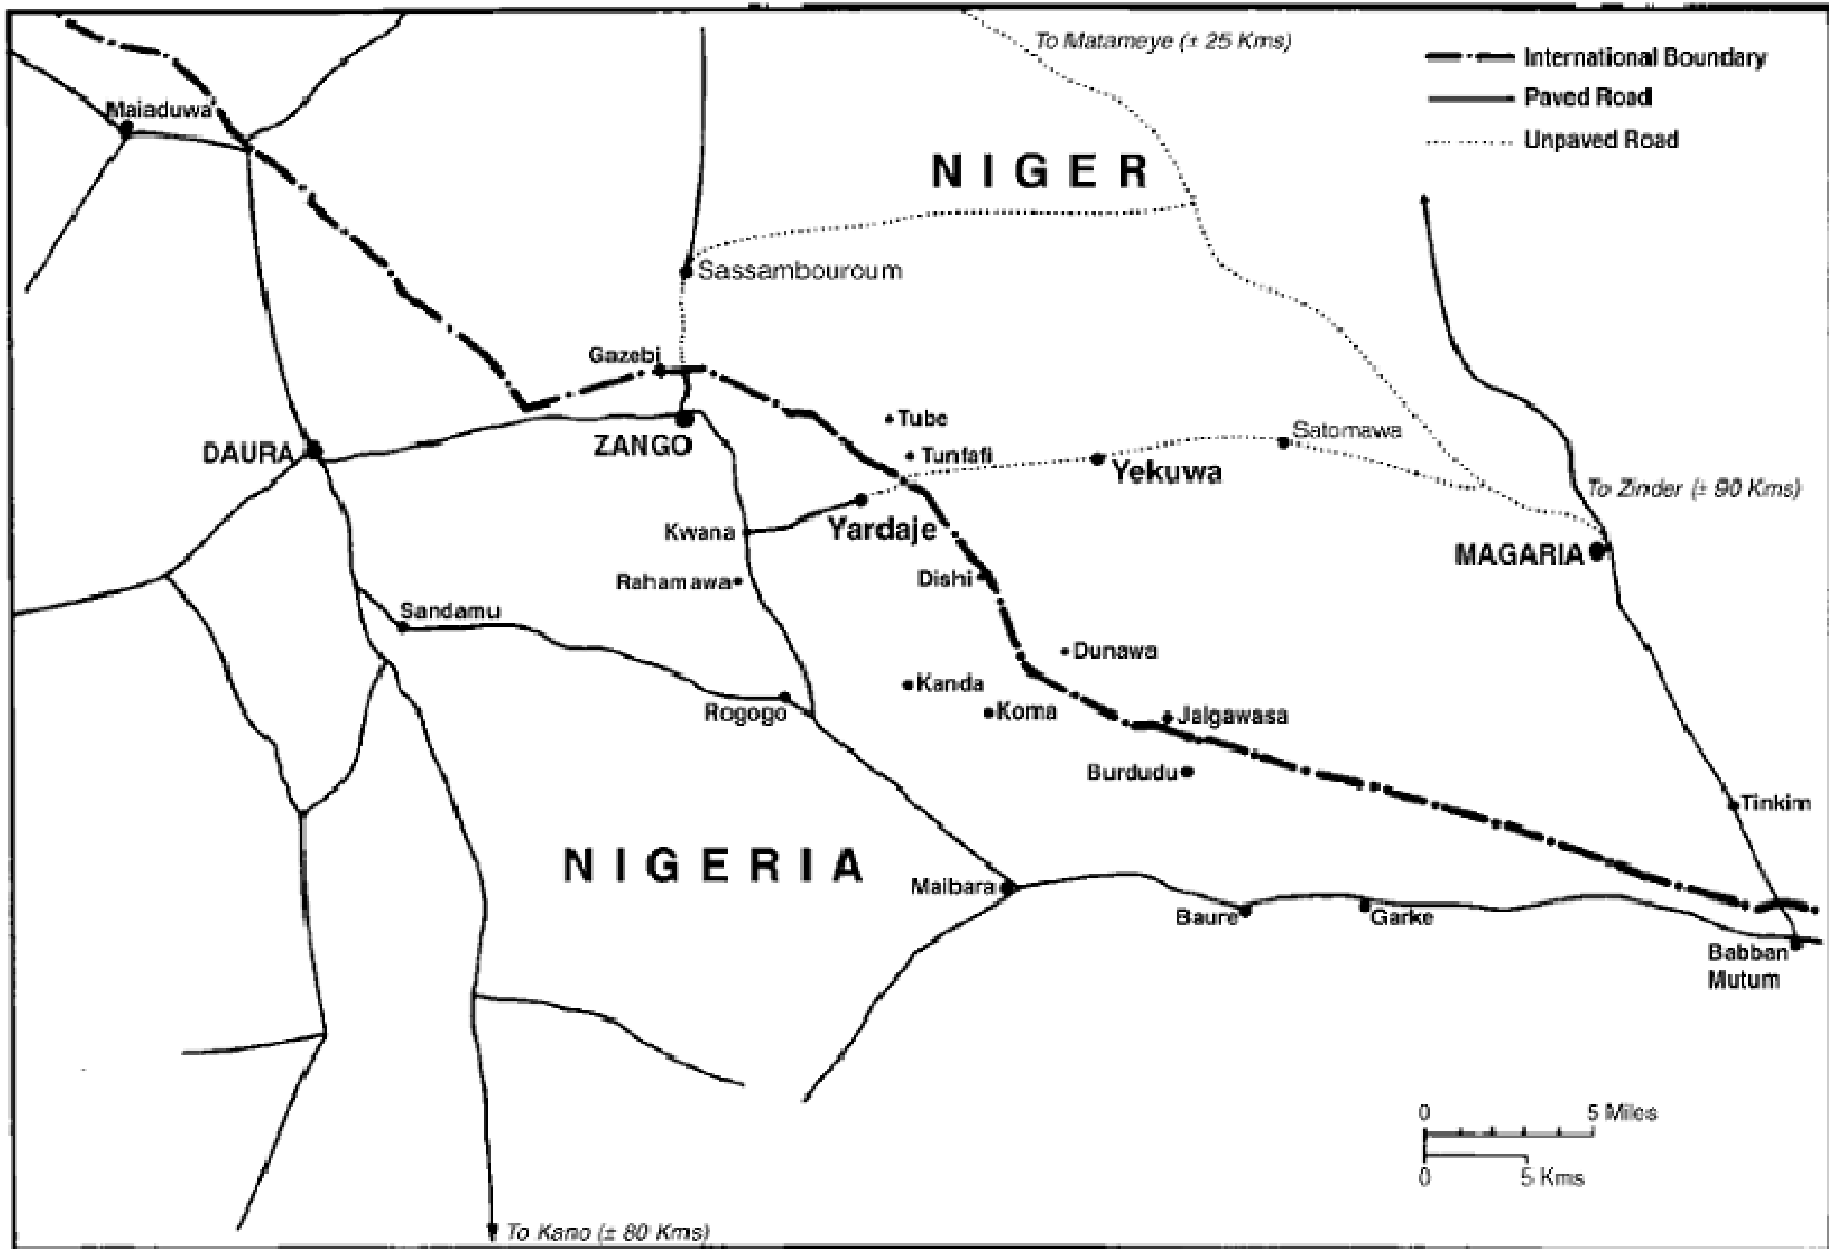 To Matameye (± 25 Kms)
International Boundary
Paved Road
Unpaved Road
Maiaduwa
NIGER
Sassambouroum
Gazebi
Tube
DAURA
ZANGO
Tuntafi
Satomawa
Yekuwa
To Zinder (± 90 Kms)
Kwana
Yardaje
MAGARIA
Rahamawa
Dishi
Sandamu
Dunawa
Kanda
Rogogo
Koma
Jalgawasa
Burdudu
Tinkim
NIGERIA
Maibara
Baure
Garke
Babban
Mutum
0 5 Miles
0 5 Kms
To Kano (± 80 Kms)